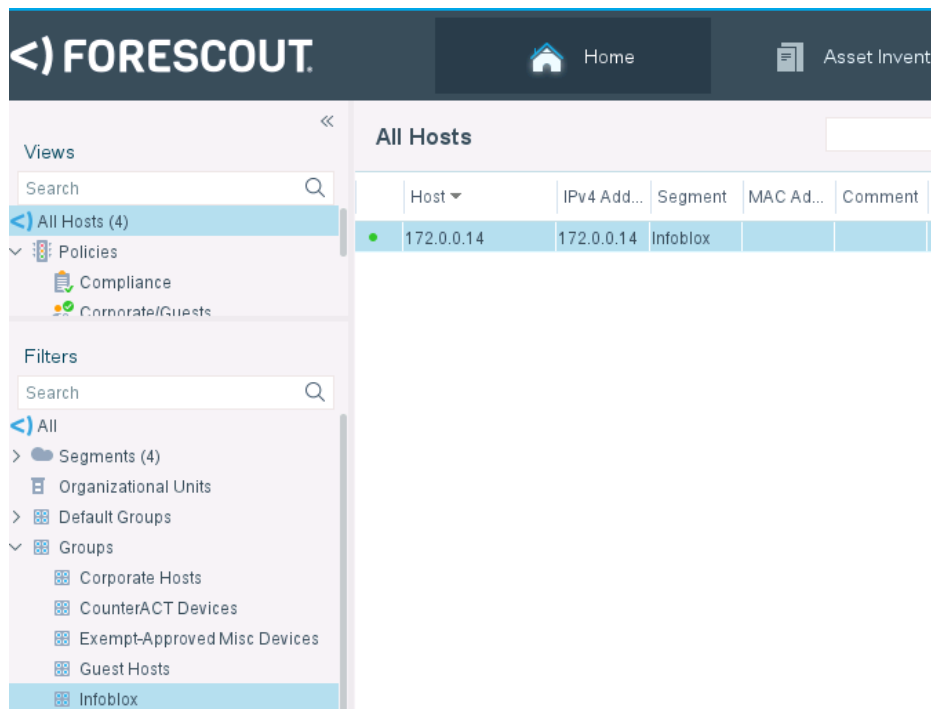 <) FORESCOUT.
Home
Asset Invent
Views
Search
<) All Hosts (4)
Policies
Compliance
Corporate/Guests
Filters
Search
<) All
Segments (4)
Organizational Units
Default Groups
Groups
Corporate Hosts
CounterACT Devices
Exempt-Approved Misc Devices
Guest Hosts
Infoblox
All Hosts
Host IPv4 Add... Segment MAC Ad... Comment
172.0.0.14 172.0.0.14 Infoblox